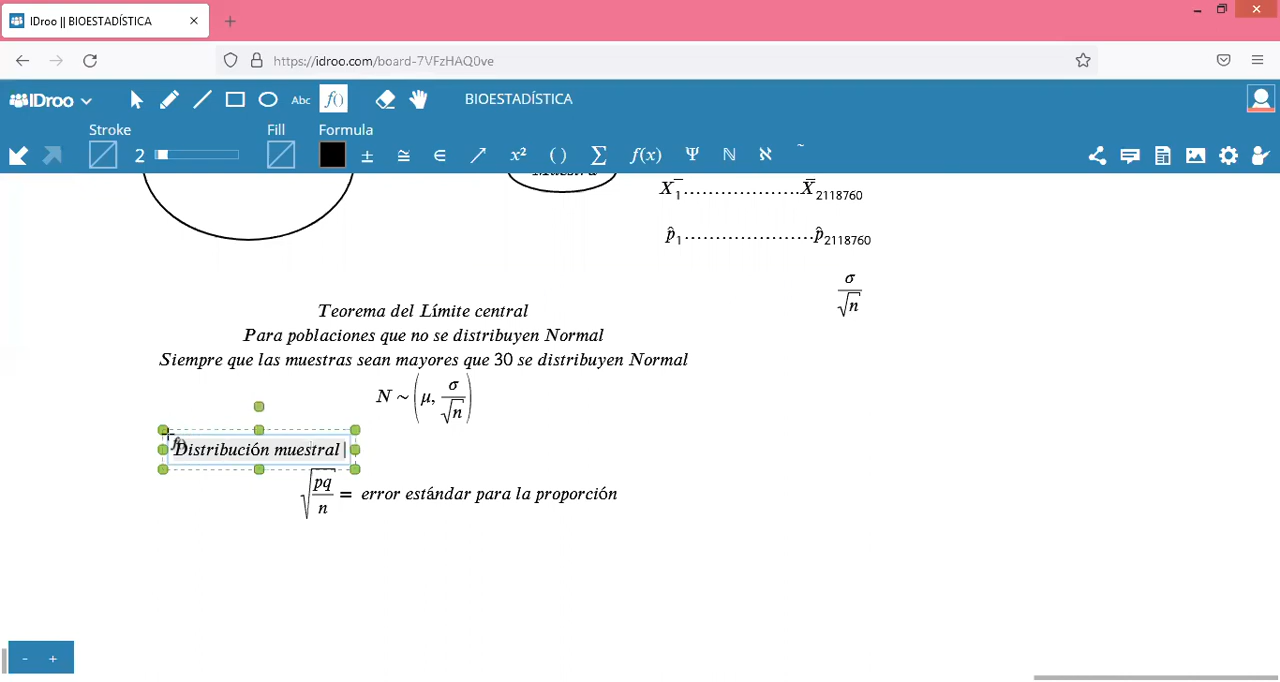 IDroo || BIOESTADÍSTICA
https://idroo.com/board-7VFzHAQ0ve
IDroo Abc f() BIOESTADÍSTICA
Stroke Fill Formula
2 ± ≅ ∈ x² ( ) ∑ f(x) Ψ ℕ ℵ ~
Muestra
X̅₁...................X̅₂₁₁₈₇₆₀
p̂₁.....................p̂₂₁₁₈₇₆₀
σ/√n
Teorema del Límite central
Para poblaciones que no se distribuyen Normal
Siempre que las muestras sean mayores que 30 se distribuyen Normal
N ~ (μ, σ/√n)
Distribución muestral
√(pq/n) = error estándar para la proporción
- +